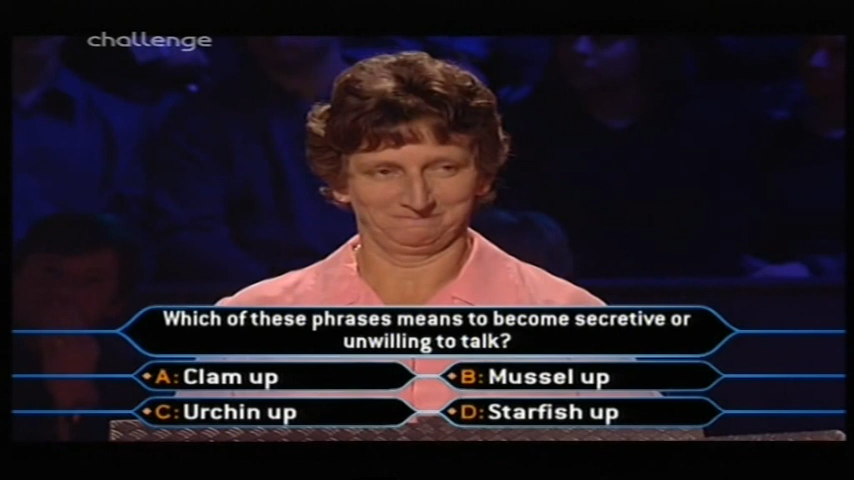 challenge
Which of these phrases means to become secretive or
unwilling to talk?
A: Clam up
B: Mussel up
C: Urchin up
D: Starfish up